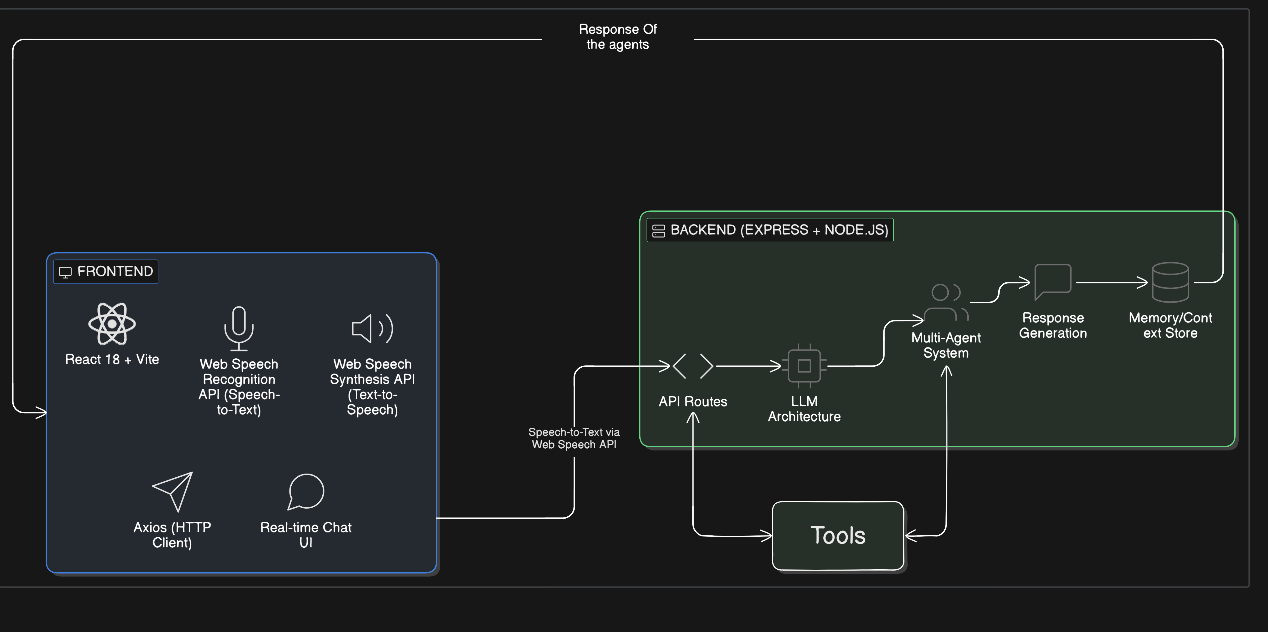 Response Of
the agents
BACKEND (EXPRESS + NODE.JS)
FRONTEND
React 18 + Vite
Web Speech
Recognition
API (Speech-
to-Text)
Web Speech
Synthesis API
(Text-to-
Speech)
Axios (HTTP
Client)
Real-time Chat
UI
Speech-to-Text via
Web Speech API
API Routes
LLM
Architecture
Multi-Agent
System
Response
Generation
Memory/Cont
ext Store
Tools